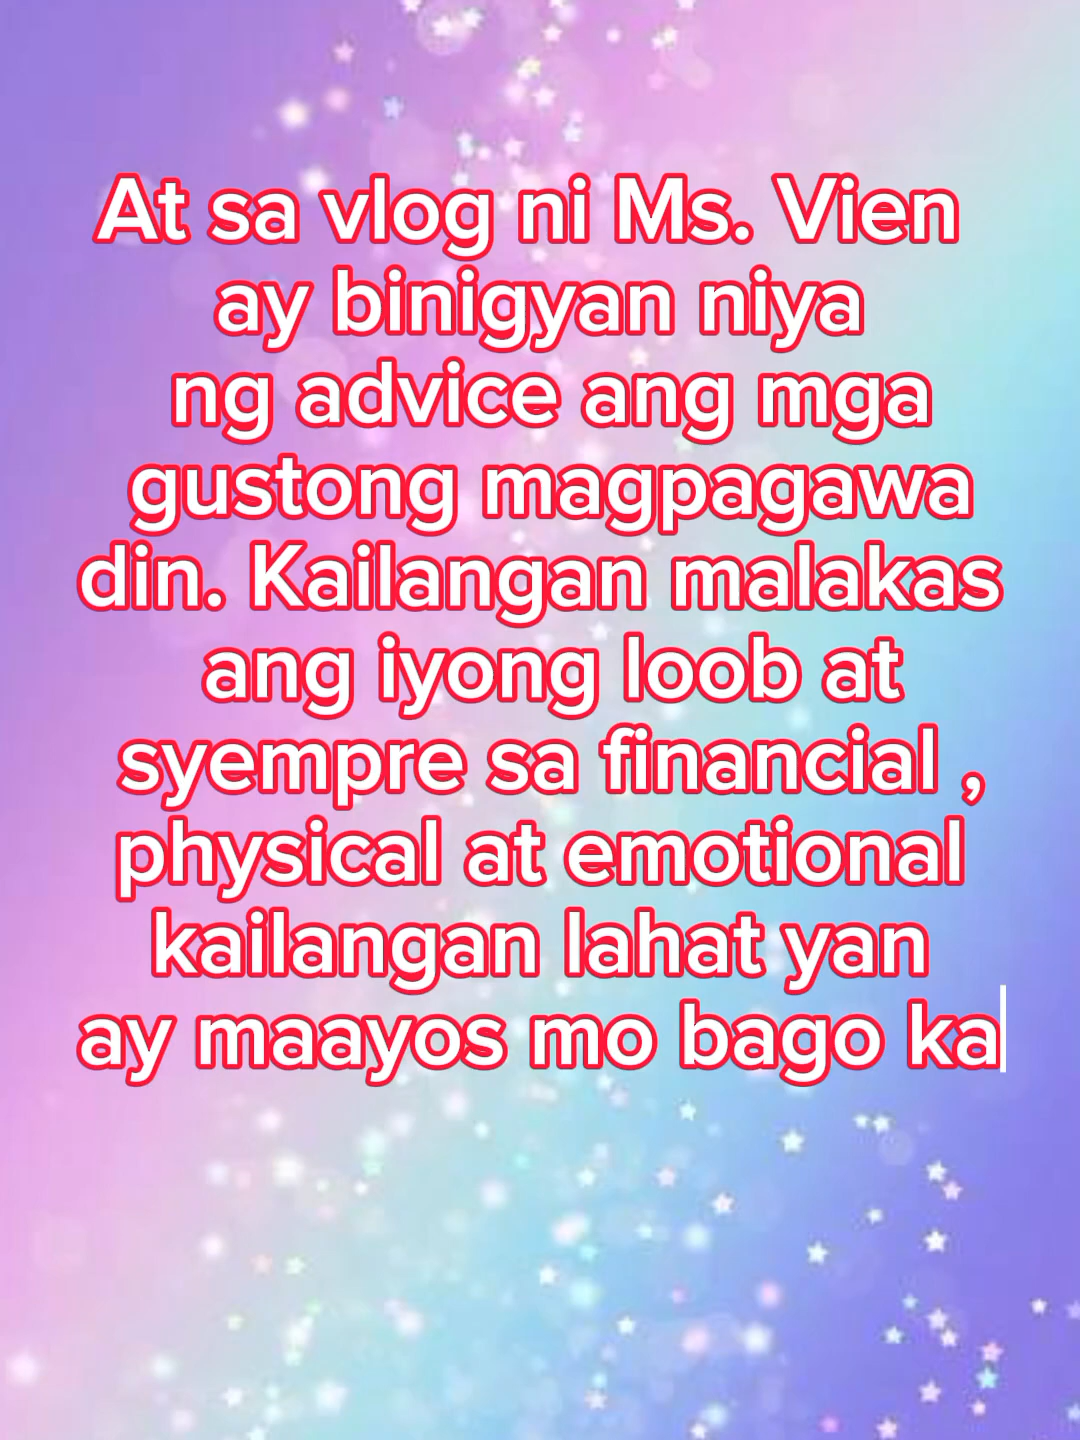 At sa vlog ni Ms. Vien
ay binigyan niya
ng advice ang mga
gustong magpagawa
din. Kailangan malakas
ang iyong loob at
syempre sa financial ,
physical at emotional
kailangan lahat yan
ay maayos mo bago ka